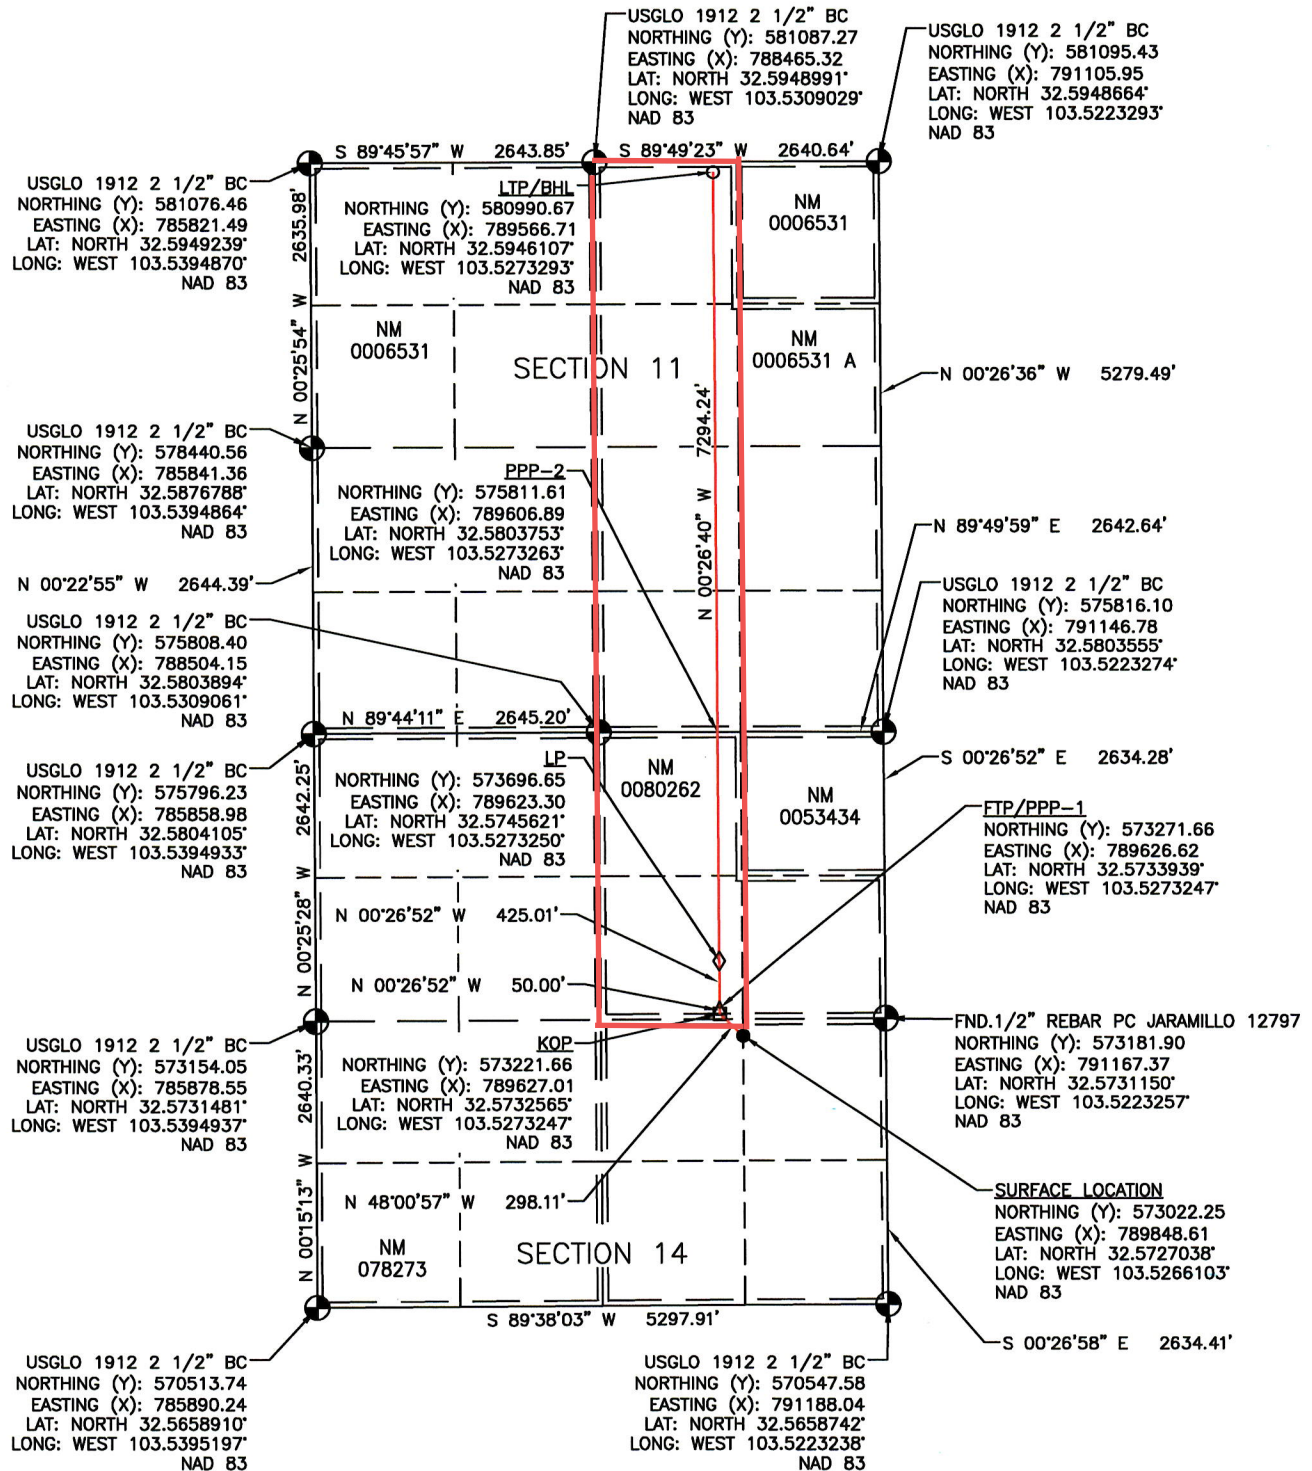 USGLO 1912 2 1/2" BC
NORTHING (Y): 581087.27
EASTING (X): 788465.32
LAT: NORTH 32.5948991°
LONG: WEST 103.5309029°
NAD 83
USGLO 1912 2 1/2" BC
NORTHING (Y): 581095.43
EASTING (X): 791105.95
LAT: NORTH 32.5948664°
LONG: WEST 103.5223293°
NAD 83
S 89°45'57" W 2643.85'
S 89°49'23" W 2640.64'
USGLO 1912 2 1/2" BC
NORTHING (Y): 581076.46
EASTING (X): 785821.49
LAT: NORTH 32.5949239°
LONG: WEST 103.5394870°
NAD 83
N 00°25'54" W 2635.98'
LTP/BHL
NORTHING (Y): 580990.67
EASTING (X): 789566.71
LAT: NORTH 32.5946107°
LONG: WEST 103.5273293°
NAD 83
NM
0006531
NM
0006531
SECTION 11
NM
0006531 A
N 00°26'36" W 5279.49'
N 00°26'40" W 7294.24'
USGLO 1912 2 1/2" BC
NORTHING (Y): 578440.56
EASTING (X): 785841.36
LAT: NORTH 32.5876788°
LONG: WEST 103.5394864°
NAD 83
PPP-2
NORTHING (Y): 575811.61
EASTING (X): 789606.89
LAT: NORTH 32.5803753°
LONG: WEST 103.5273263°
NAD 83
N 89°49'59" E 2642.64'
N 00°22'55" W 2644.39'
USGLO 1912 2 1/2" BC
NORTHING (Y): 575816.10
EASTING (X): 791146.78
LAT: NORTH 32.5803555°
LONG: WEST 103.5223274°
NAD 83
USGLO 1912 2 1/2" BC
NORTHING (Y): 575808.40
EASTING (X): 788504.15
LAT: NORTH 32.5803894°
LONG: WEST 103.5309061°
NAD 83
N 89°44'11" E 2645.20'
S 00°26'52" E 2634.28'
USGLO 1912 2 1/2" BC
NORTHING (Y): 575796.23
EASTING (X): 785858.98
LAT: NORTH 32.5804105°
LONG: WEST 103.5394933°
NAD 83
N 00°25'28" W 2642.25'
LP
NORTHING (Y): 573696.65
EASTING (X): 789623.30
LAT: NORTH 32.5745621°
LONG: WEST 103.5273250°
NAD 83
NM
0080262
NM
0053434
FTP/PPP-1
NORTHING (Y): 573271.66
EASTING (X): 789626.62
LAT: NORTH 32.5733939°
LONG: WEST 103.5273247°
NAD 83
N 00°26'52" W 425.01'
N 00°26'52" W 50.00'
FND.1/2" REBAR PC JARAMILLO 12797
NORTHING (Y): 573181.90
EASTING (X): 791167.37
LAT: NORTH 32.5731150°
LONG: WEST 103.5223257°
NAD 83
USGLO 1912 2 1/2" BC
NORTHING (Y): 573154.05
EASTING (X): 785878.55
LAT: NORTH 32.5731481°
LONG: WEST 103.5394937°
NAD 83
N 00°15'13" W 2640.33'
KOP
NORTHING (Y): 573221.66
EASTING (X): 789627.01
LAT: NORTH 32.5732565°
LONG: WEST 103.5273247°
NAD 83
N 48°00'57" W 298.11'
SURFACE LOCATION
NORTHING (Y): 573022.25
EASTING (X): 789848.61
LAT: NORTH 32.5727038°
LONG: WEST 103.5266103°
NAD 83
NM
078273
SECTION 14
S 89°38'03" W 5297.91'
S 00°26'58" E 2634.41'
USGLO 1912 2 1/2" BC
NORTHING (Y): 570513.74
EASTING (X): 785890.24
LAT: NORTH 32.5658910°
LONG: WEST 103.5395197°
NAD 83
USGLO 1912 2 1/2" BC
NORTHING (Y): 570547.58
EASTING (X): 791188.04
LAT: NORTH 32.5658742°
LONG: WEST 103.5223238°
NAD 83